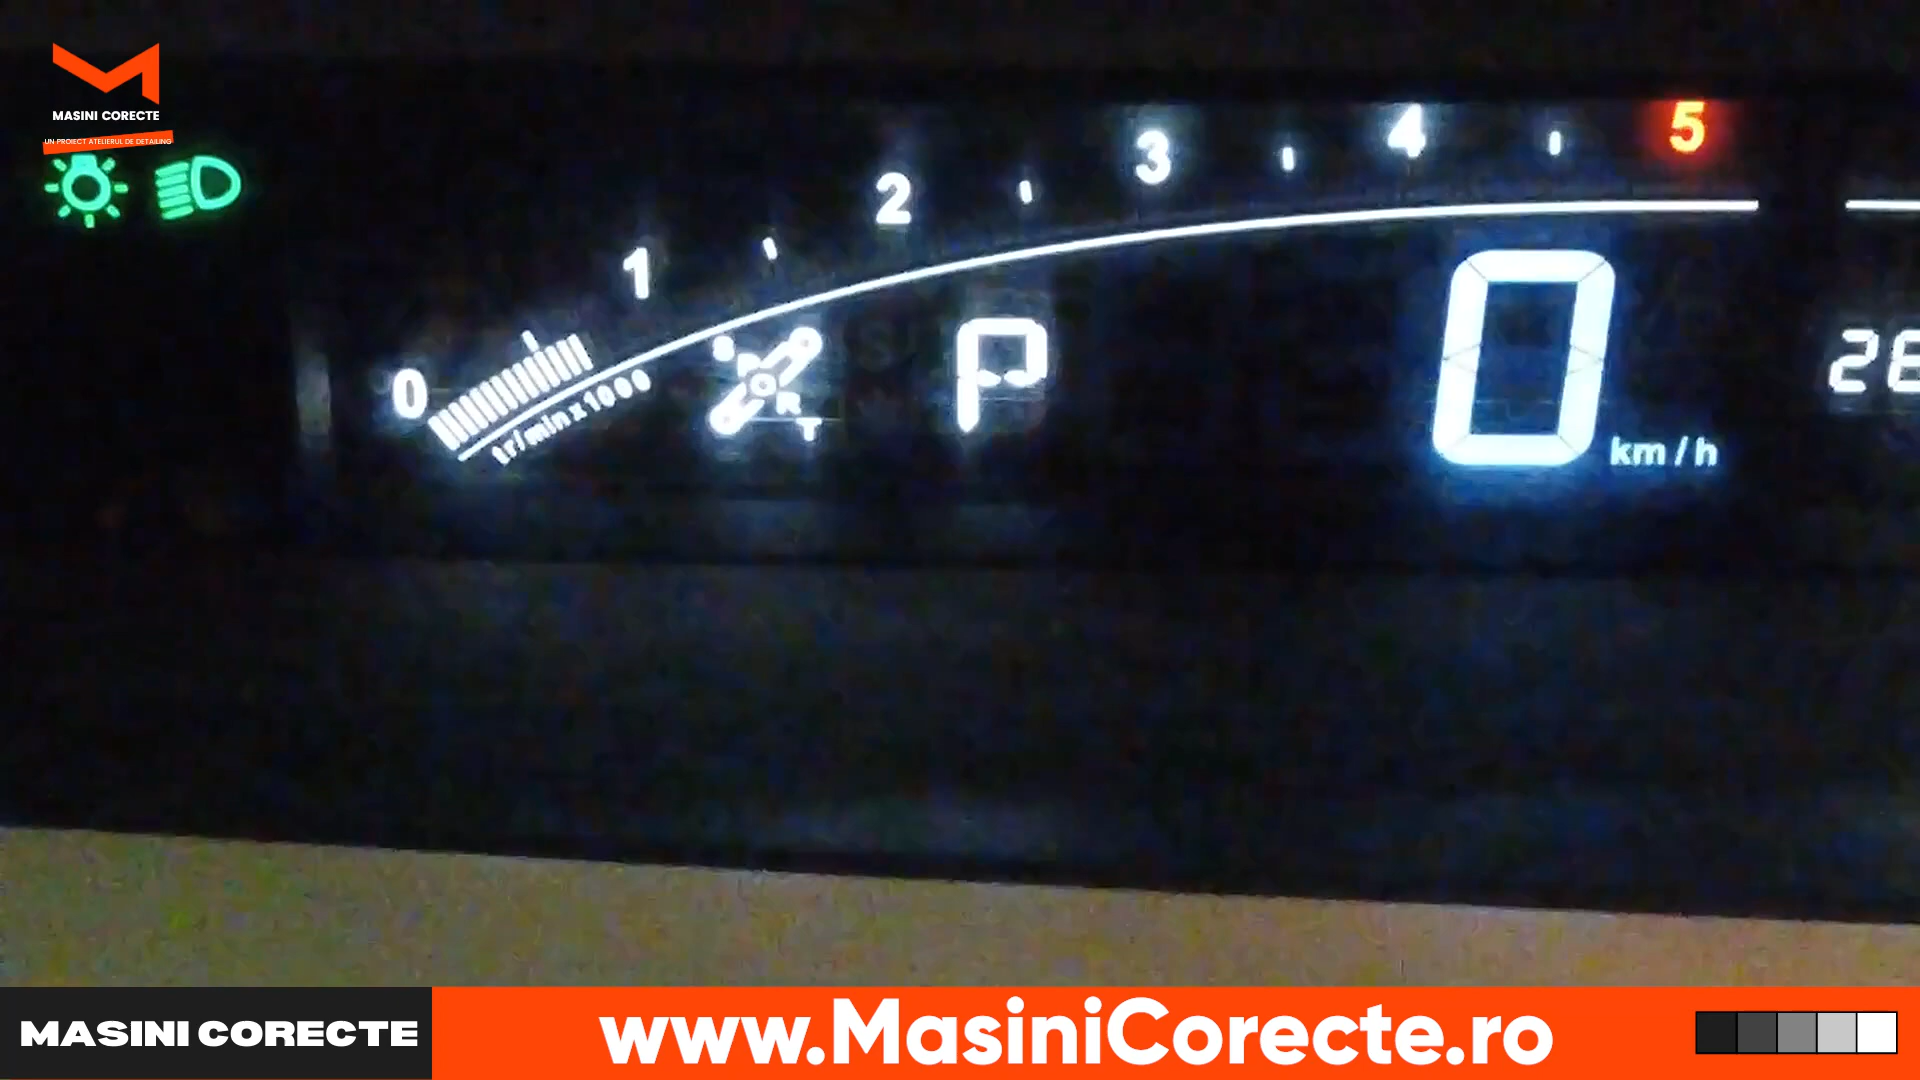 MASINI CORECTE
UN PROIECT ATELIERUL DE DETAILING
0 1 2 3 4 5
tr/min x 1000
S P O R T
P
0
km/h
MASINI CORECTE
www.MasiniCorecte.ro